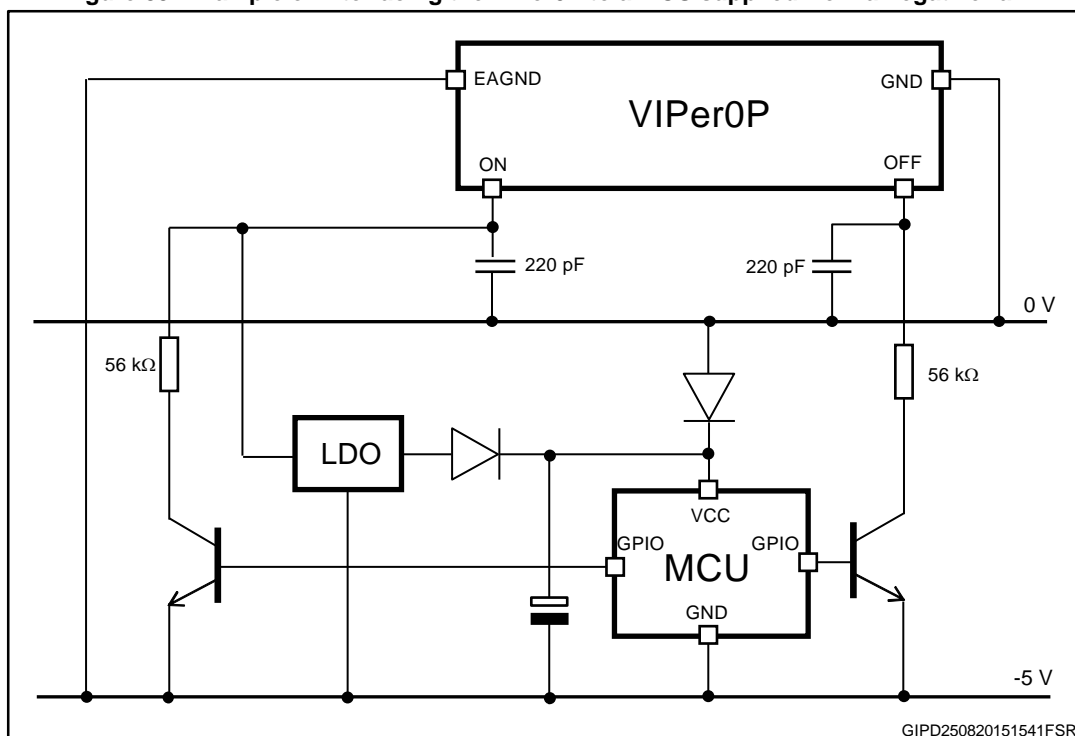 EAGND
GND
VIPer0P
ON
OFF
220 pF
220 pF
0 V
56 kΩ
56 kΩ
LDO
VCC
GPIO
GPIO
MCU
GND
-5 V
GIPD250820151541FSR